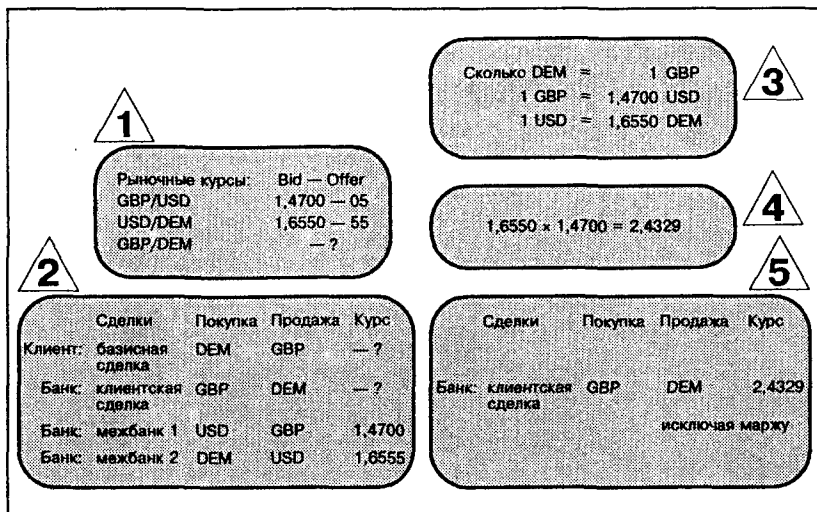 1
Рыночные курсы: Bid — Offer
GBP/USD 1,4700 — 05
USD/DEM 1,6550 — 55
GBP/DEM — ?
2
Сделки Покупка Продажа Курс
Клиент: базисная DEM GBP — ?
сделка
Банк: клиентская GBP DEM — ?
сделка
Банк: межбанк 1 USD GBP 1,4700
Банк: межбанк 2 DEM USD 1,6555
3
Сколько DEM = 1 GBP
1 GBP = 1,4700 USD
1 USD = 1,6550 DEM
4
1,6550 × 1,4700 = 2,4329
5
Сделки Покупка Продажа Курс
Банк: клиентская GBP DEM 2,4329
сделка
исключая маржу